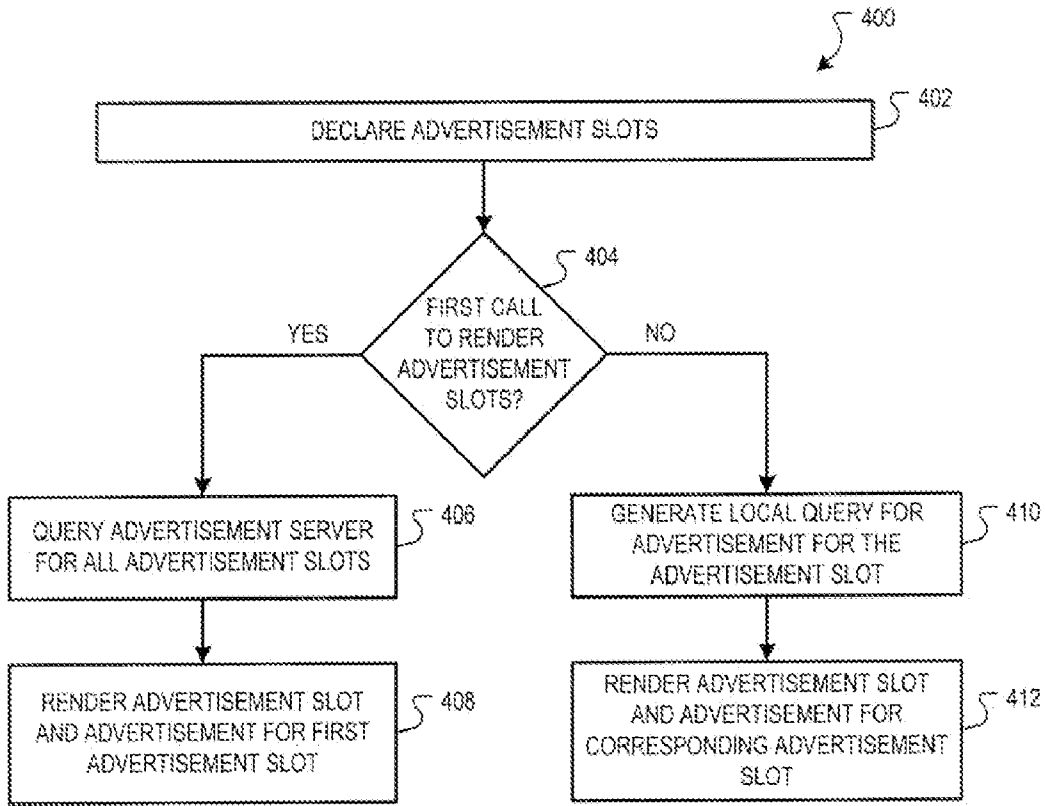 400
402
DECLARE ADVERTISEMENT SLOTS
404
FIRST CALL
TO RENDER
ADVERTISEMENT
SLOTS?
YES
NO
406
QUERY ADVERTISEMENT SERVER
FOR ALL ADVERTISEMENT SLOTS
410
GENERATE LOCAL QUERY FOR
ADVERTISEMENT FOR THE
ADVERTISEMENT SLOT
408
RENDER ADVERTISEMENT SLOT
AND ADVERTISEMENT FOR FIRST
ADVERTISEMENT SLOT
412
RENDER ADVERTISEMENT SLOT
AND ADVERTISEMENT FOR
CORRESPONDING ADVERTISEMENT
SLOT